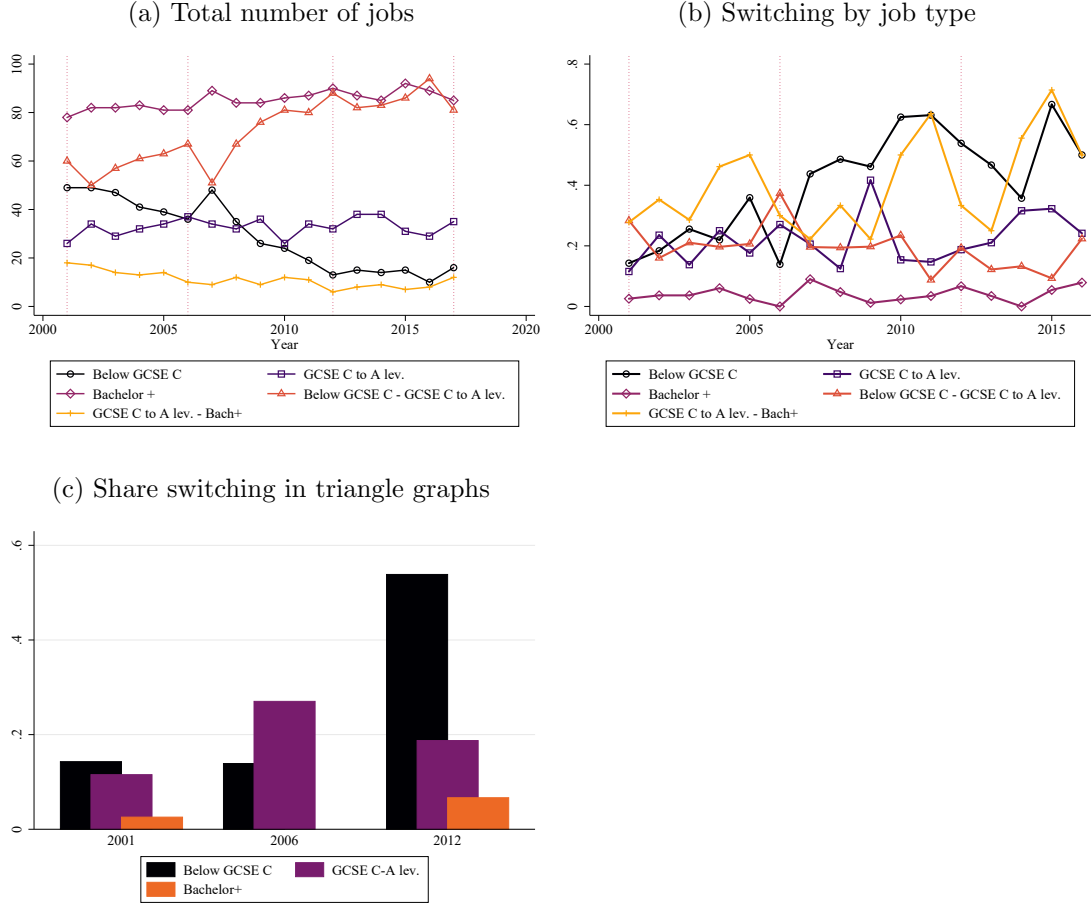 (a) Total number of jobs
100
80
60
40
20
0
2000
2005
2010
2015
2020
Year
Below GCSE C
GCSE C to A lev.
Bachelor +
Below GCSE C - GCSE C to A lev.
GCSE C to A lev. - Bach+
(b) Switching by job type
.8
.6
.4
.2
0
2000
2005
2010
2015
Year
Below GCSE C
GCSE C to A lev.
Bachelor +
Below GCSE C - GCSE C to A lev.
GCSE C to A lev. - Bach+
(c) Share switching in triangle graphs
.6
.4
.2
0
2001
2006
2012
Below GCSE C
GCSE C-A lev.
Bachelor+